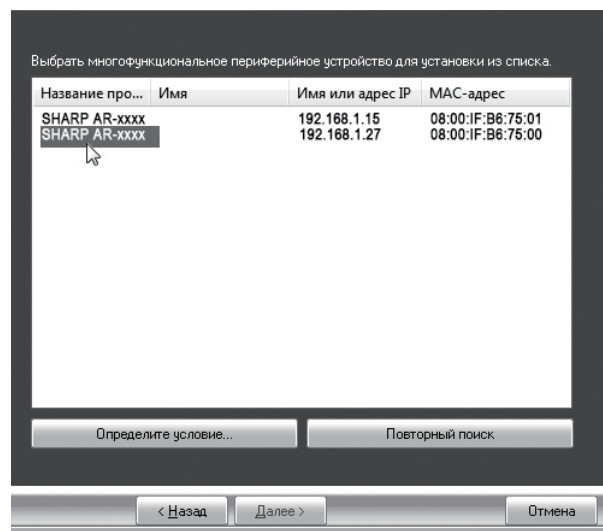 Выбрать многофункциональное периферийное устройство для установки из списка.
Название про... Имя Имя или адрес IP MAC-адрес
SHARP AR-xxxx 192.168.1.15 08:00:IF:B6:75:01
SHARP AR-xxxx 192.168.1.27 08:00:IF:B6:75:00
Определите условие... Повторный поиск
< Назад Далее > Отмена